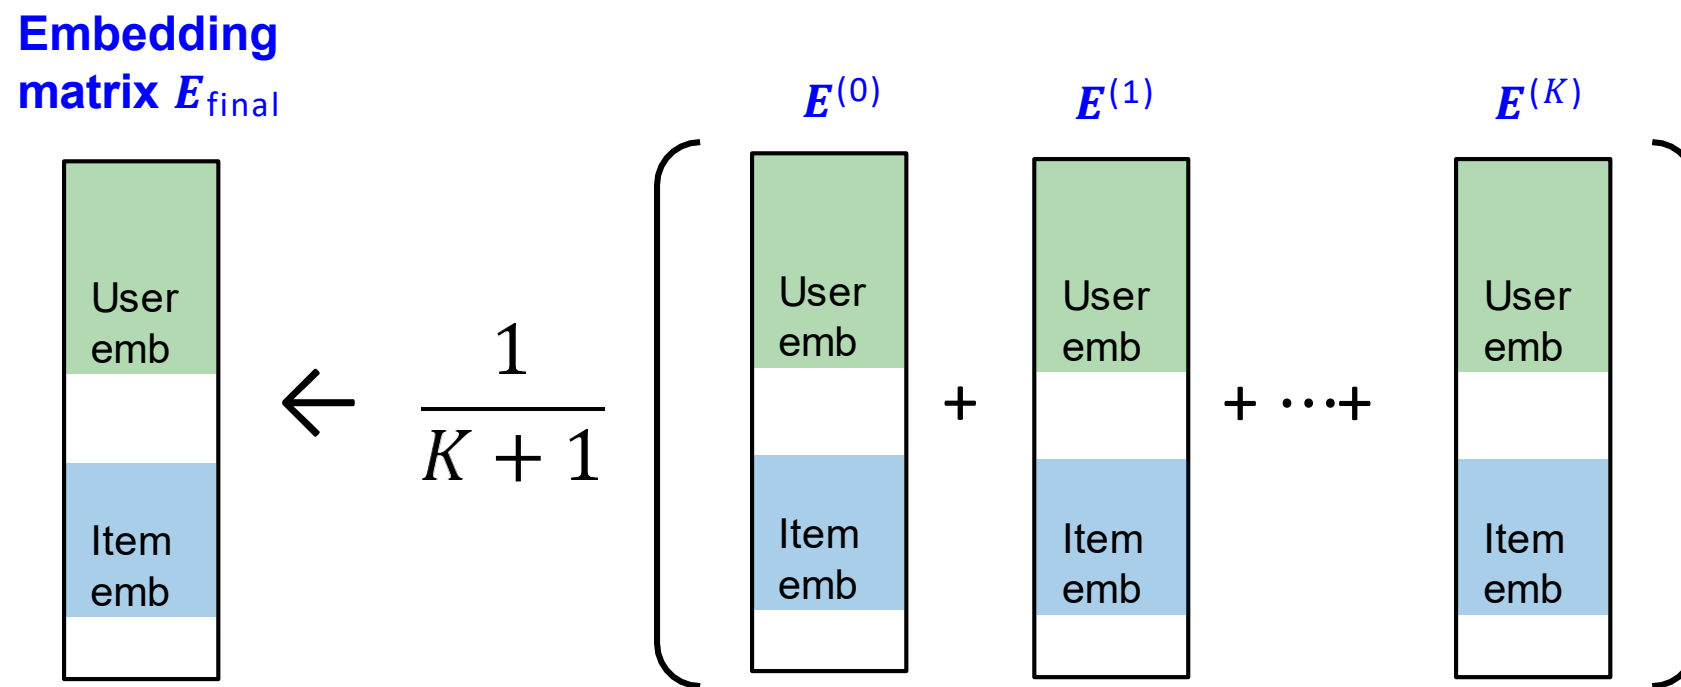 Embedding
matrix E_final
E^(0)
E^(1)
E^(K)
User
emb
Item
emb
←
1
K + 1
(
User
emb
Item
emb
+
User
emb
Item
emb
+ ⋯+
User
emb
Item
emb
)